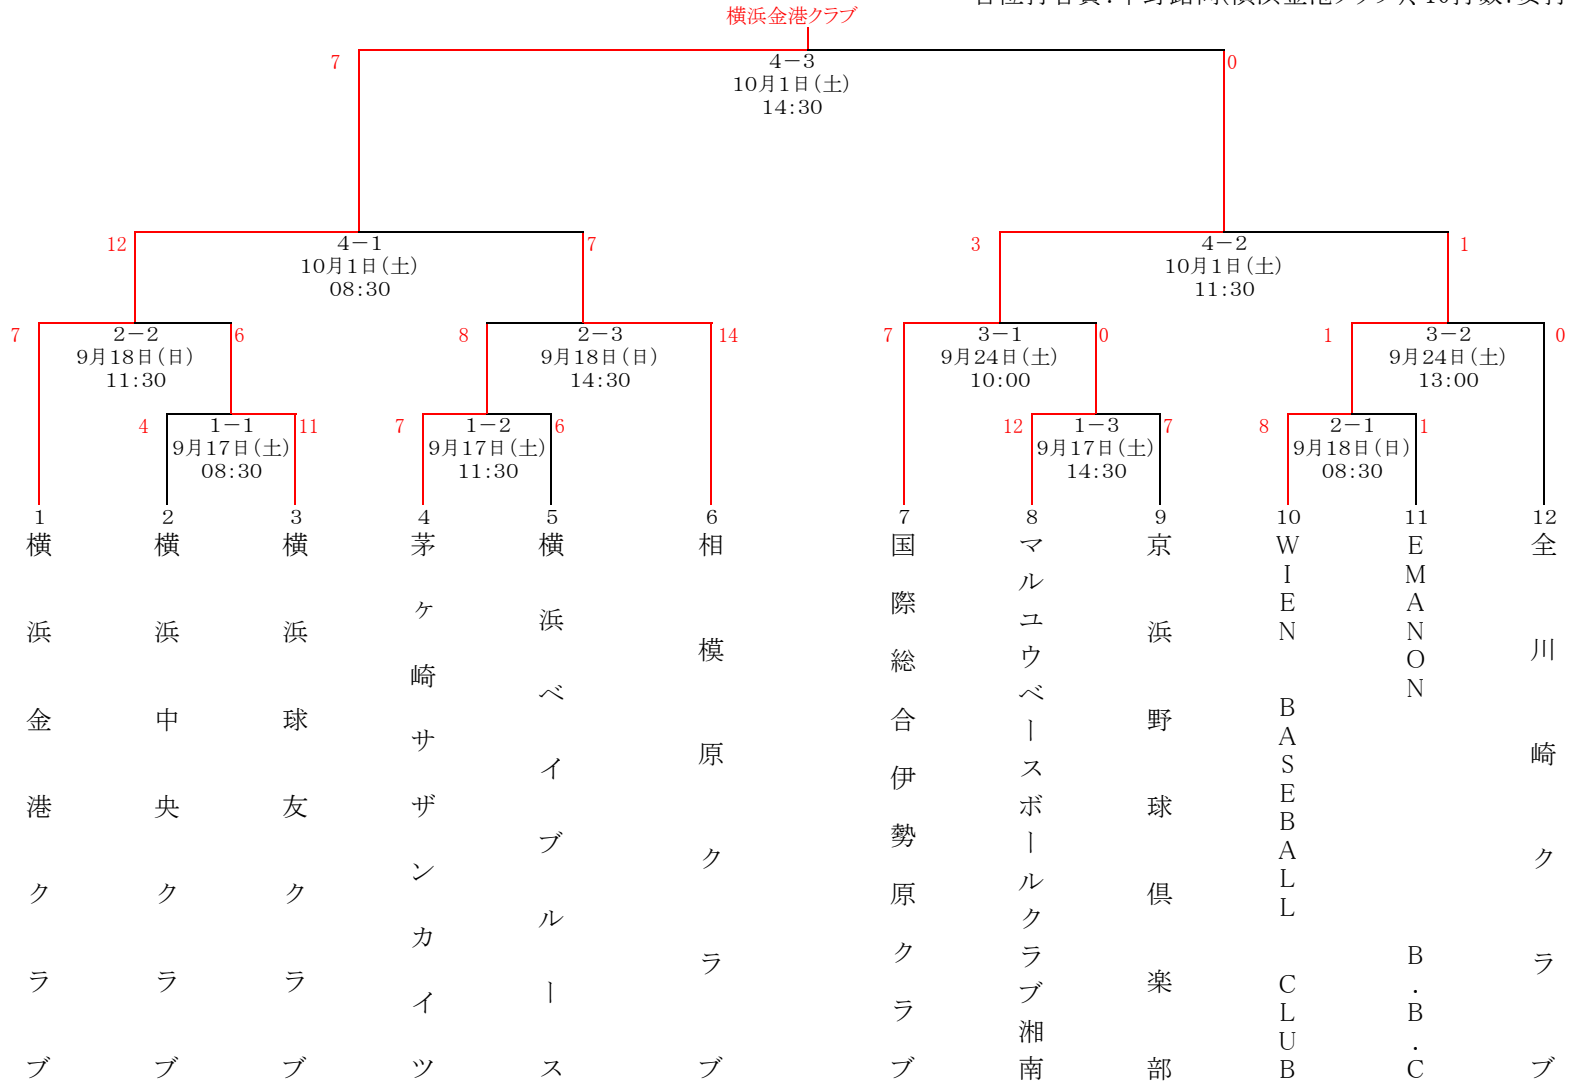 横浜金港クラブ
7
0
4－3
10月1日(土)
14:30
12
7
3
1
4－1
10月1日(土)
08:30
4－2
10月1日(土)
11:30
7
6
8
14
7
0
1
0
2－2
9月18日(日)
11:30
2－3
9月18日(日)
14:30
3－1
9月24日(土)
10:00
3－2
9月24日(土)
13:00
4
11
7
6
12
7
8
1
1－1
9月17日(土)
08:30
1－2
9月17日(土)
11:30
1－3
9月17日(土)
14:30
2－1
9月18日(日)
08:30
1
横浜金港クラブ
2
横浜中央クラブ
3
横浜球友クラブ
4
茅ヶ崎サザンカイツ
5
横浜ベイブルース
6
相模原クラブ
7
国際総合伊勢原クラブ
8
マルユウベースボールクラブ湘南
9
京浜野球倶楽部
10
WIEN BASEBALL CLUB
11
EMANON B.B.C
12
全川崎クラブ